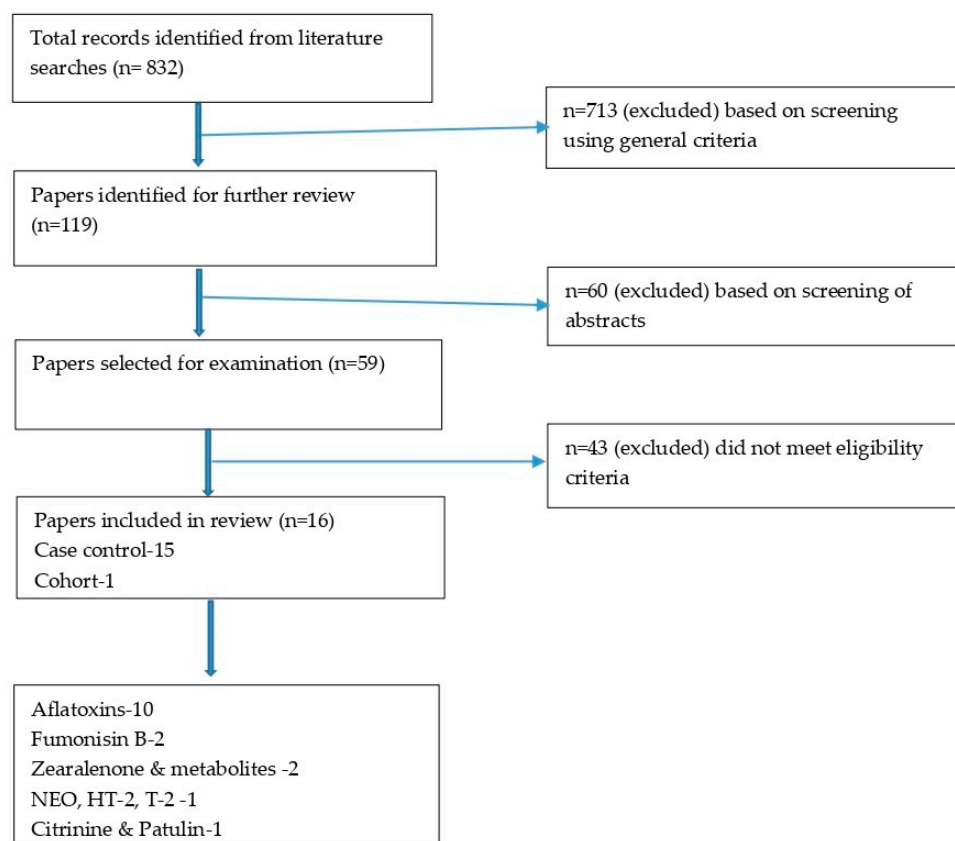 Total records identified from literature
searches (n= 832)
n=713 (excluded) based on screening
using general criteria
Papers identified for further review
(n=119)
n=60 (excluded) based on screening of
abstracts
Papers selected for examination (n=59)
n=43 (excluded) did not meet eligibility
criteria
Papers included in review (n=16)
Case control-15
Cohort-1
Aflatoxins-10
Fumonisin B-2
Zearalenone & metabolites -2
NEO, HT-2, T-2 -1
Citrinine & Patulin-1